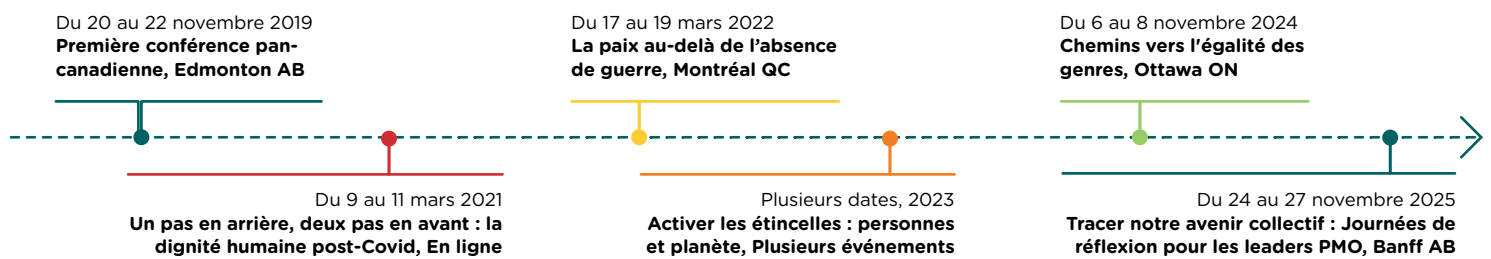 Du 20 au 22 novembre 2019
Première conférence pan-
canadienne, Edmonton AB
Du 9 au 11 mars 2021
Un pas en arrière, deux pas en avant : la
dignité humaine post-Covid, En ligne
Du 17 au 19 mars 2022
La paix au-delà de l’absence
de guerre, Montréal QC
Plusieurs dates, 2023
Activer les étincelles : personnes
et planète, Plusieurs événements
Du 6 au 8 novembre 2024
Chemins vers l'égalité des
genres, Ottawa ON
Du 24 au 27 novembre 2025
Tracer notre avenir collectif : Journées de
réflexion pour les leaders PMO, Banff AB